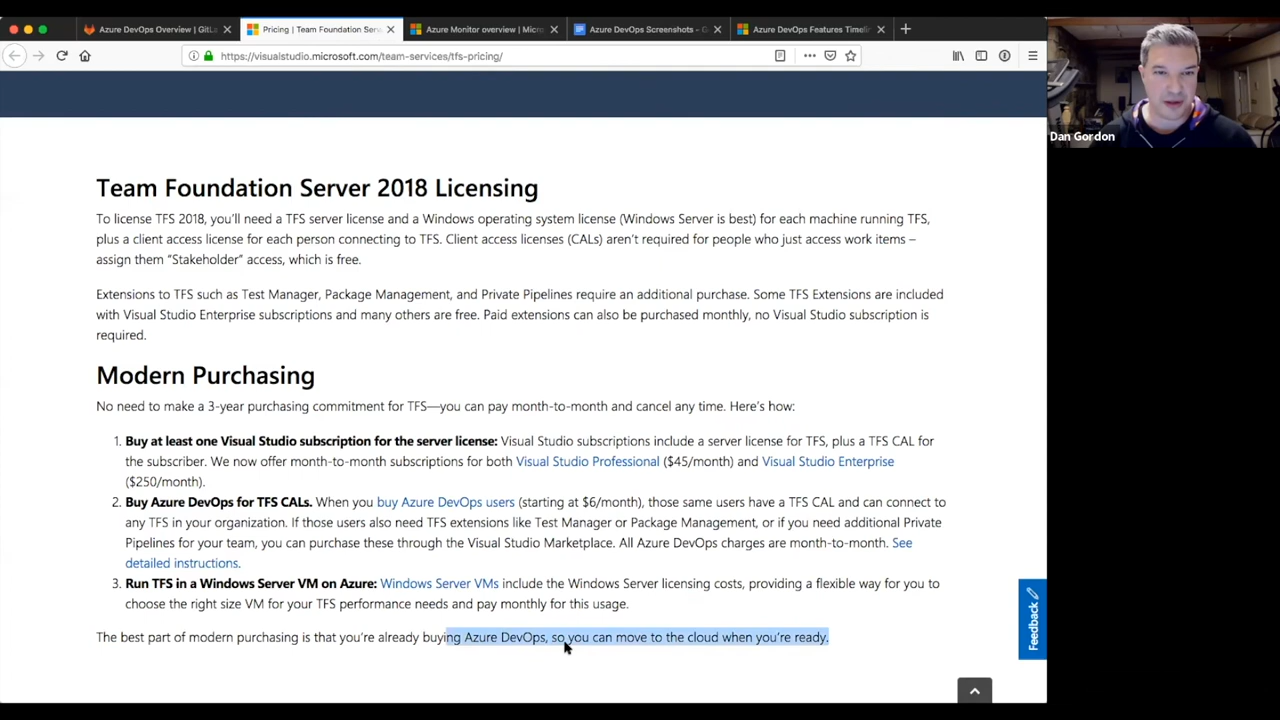 Azure DevOps Overview | GitLa
Pricing | Team Foundation Serve
Azure Monitor overview | Micro
Azure DevOps Screenshots - G
Azure DevOps Features Timelin
https://visualstudio.microsoft.com/team-services/tfs-pricing/
Dan Gordon
Team Foundation Server 2018 Licensing
To license TFS 2018, you'll need a TFS server license and a Windows operating system license (Windows Server is best) for each machine running TFS,
plus a client access license for each person connecting to TFS. Client access licenses (CALs) aren't required for people who just access work items –
assign them "Stakeholder" access, which is free.
Extensions to TFS such as Test Manager, Package Management, and Private Pipelines require an additional purchase. Some TFS Extensions are included
with Visual Studio Enterprise subscriptions and many others are free. Paid extensions can also be purchased monthly, no Visual Studio subscription is
required.
Modern Purchasing
No need to make a 3-year purchasing commitment for TFS—you can pay month-to-month and cancel any time. Here's how:
1. Buy at least one Visual Studio subscription for the server license: Visual Studio subscriptions include a server license for TFS, plus a TFS CAL for
the subscriber. We now offer month-to-month subscriptions for both Visual Studio Professional ($45/month) and Visual Studio Enterprise
($250/month).
2. Buy Azure DevOps for TFS CALs. When you buy Azure DevOps users (starting at $6/month), those same users have a TFS CAL and can connect to
any TFS in your organization. If those users also need TFS extensions like Test Manager or Package Management, or if you need additional Private
Pipelines for your team, you can purchase these through the Visual Studio Marketplace. All Azure DevOps charges are month-to-month. See
detailed instructions.
3. Run TFS in a Windows Server VM on Azure: Windows Server VMs include the Windows Server licensing costs, providing a flexible way for you to
choose the right size VM for your TFS performance needs and pay monthly for this usage.
The best part of modern purchasing is that you're already buying Azure DevOps, so you can move to the cloud when you're ready.
Feedback